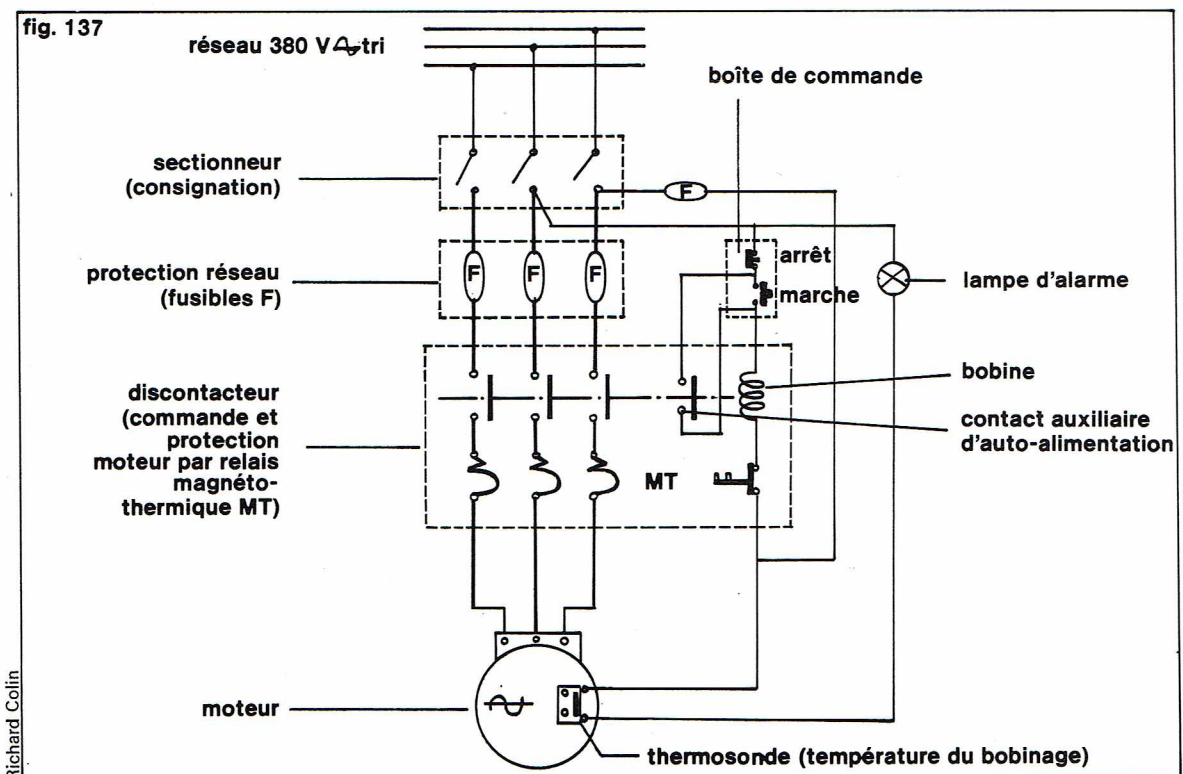 fig. 137
réseau 380 V tri
boîte de commande
sectionneur
(consignation)
F
arrêt
protection réseau
(fusibles F)
F
F
F
marche
lampe d'alarme
discontacteur
(commande et
protection
moteur par relais
magnéto-
thermique MT)
MT
bobine
contact auxiliaire
d'auto-alimentation
moteur
thermosonde (température du bobinage)
Richard Colin